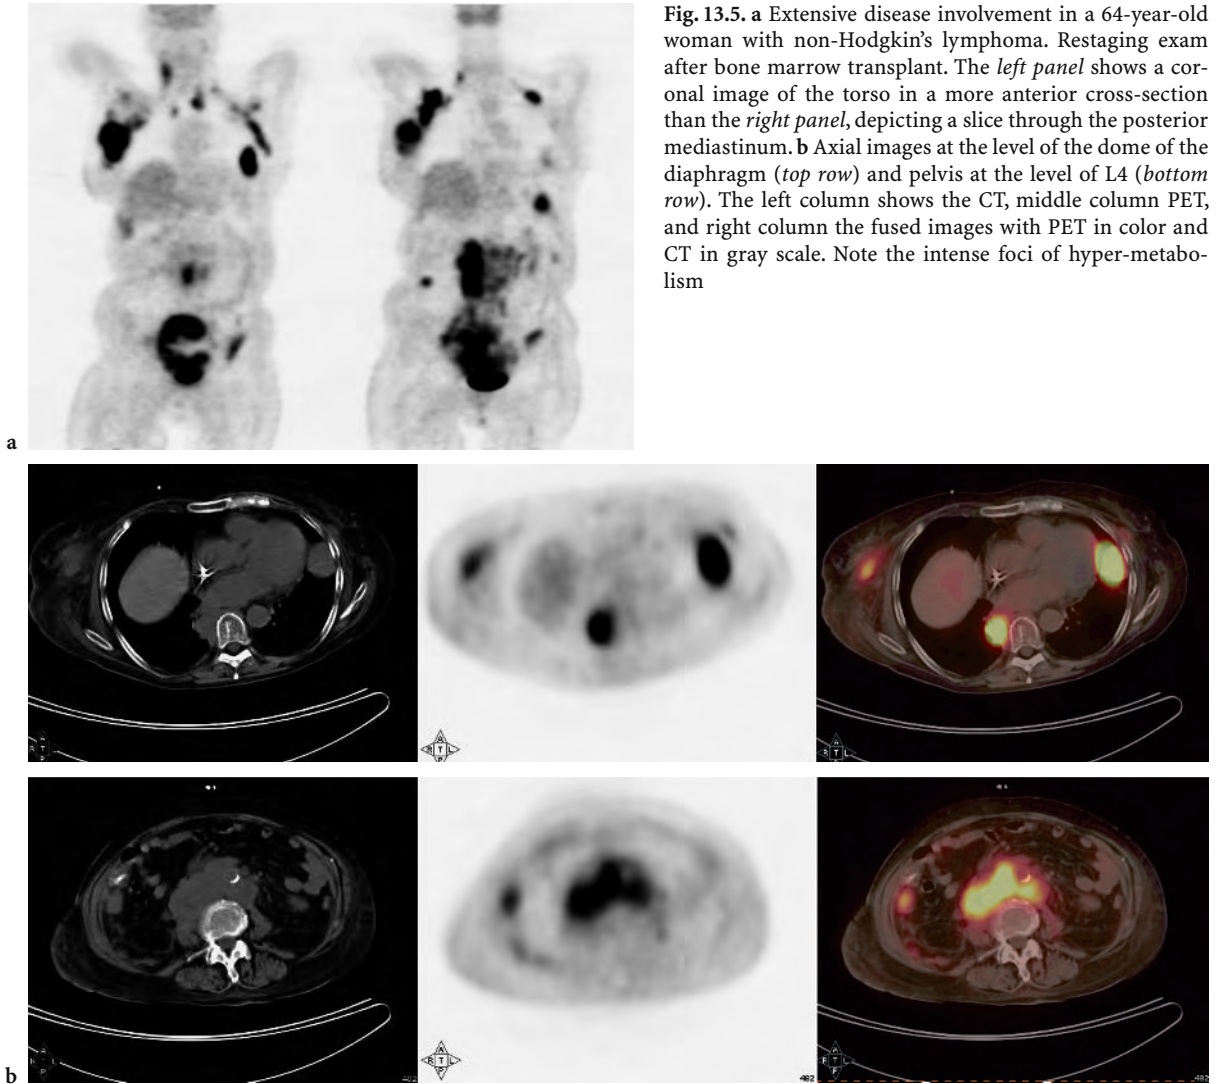 Fig. 13.5. a Extensive disease involvement in a 64-year-old
woman with non-Hodgkin's lymphoma. Restaging exam
after bone marrow transplant. The left panel shows a cor-
onal image of the torso in a more anterior cross-section
than the right panel, depicting a slice through the posterior
mediastinum. b Axial images at the level of the dome of the
diaphragm (top row) and pelvis at the level of L4 (bottom
row). The left column shows the CT, middle column PET,
and right column the fused images with PET in color and
CT in gray scale. Note the intense foci of hyper-metabo-
lism
a
A
R T L
P
A
R T L
P
b
482